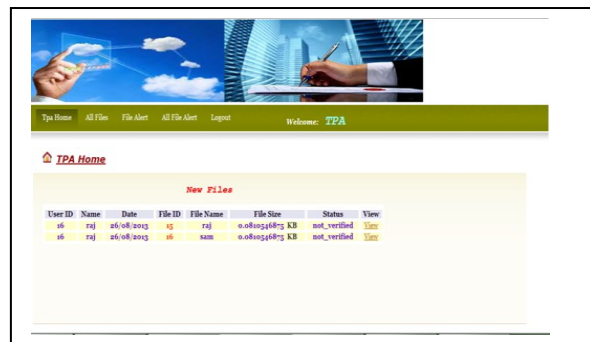 Tpa Home All Files File Alert All File Alert Logout Welcome: TPA
TPA Home
New Files
User ID Name Date File ID File Name File Size Status View
16 raj 26/08/2013 15 raj 0.0810546875 KB not_verified View
16 raj 26/08/2013 16 sam 0.0810546875 KB not_verified View